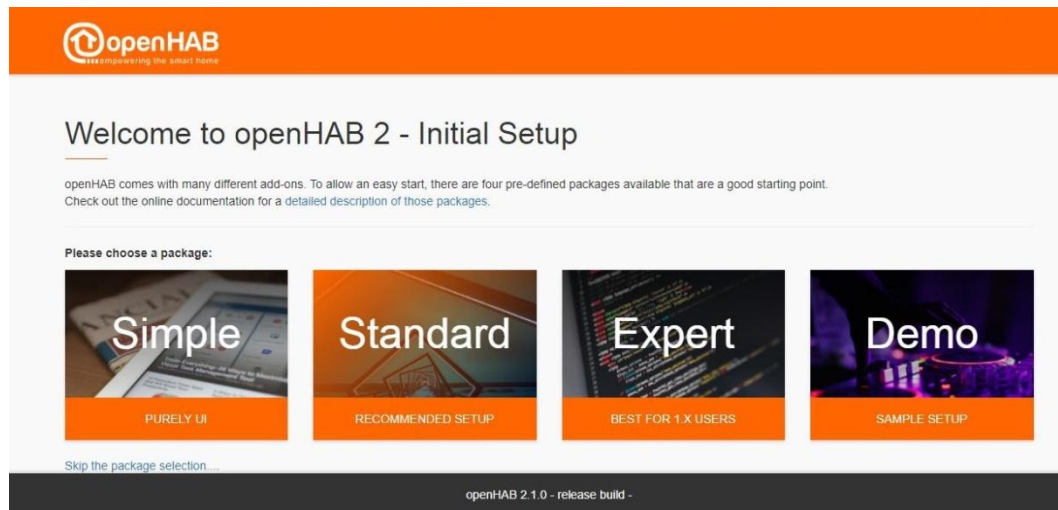 openHAB
empowering the smart home
Welcome to openHAB 2 - Initial Setup
openHAB comes with many different add-ons. To allow an easy start, there are four pre-defined packages available that are a good starting point.
Check out the online documentation for a detailed description of those packages.
Please choose a package:
Simple
PURELY UI
Standard
RECOMMENDED SETUP
Expert
BEST FOR 1.X USERS
Demo
SAMPLE SETUP
Skip the package selection....
openHAB 2.1.0 - release build -